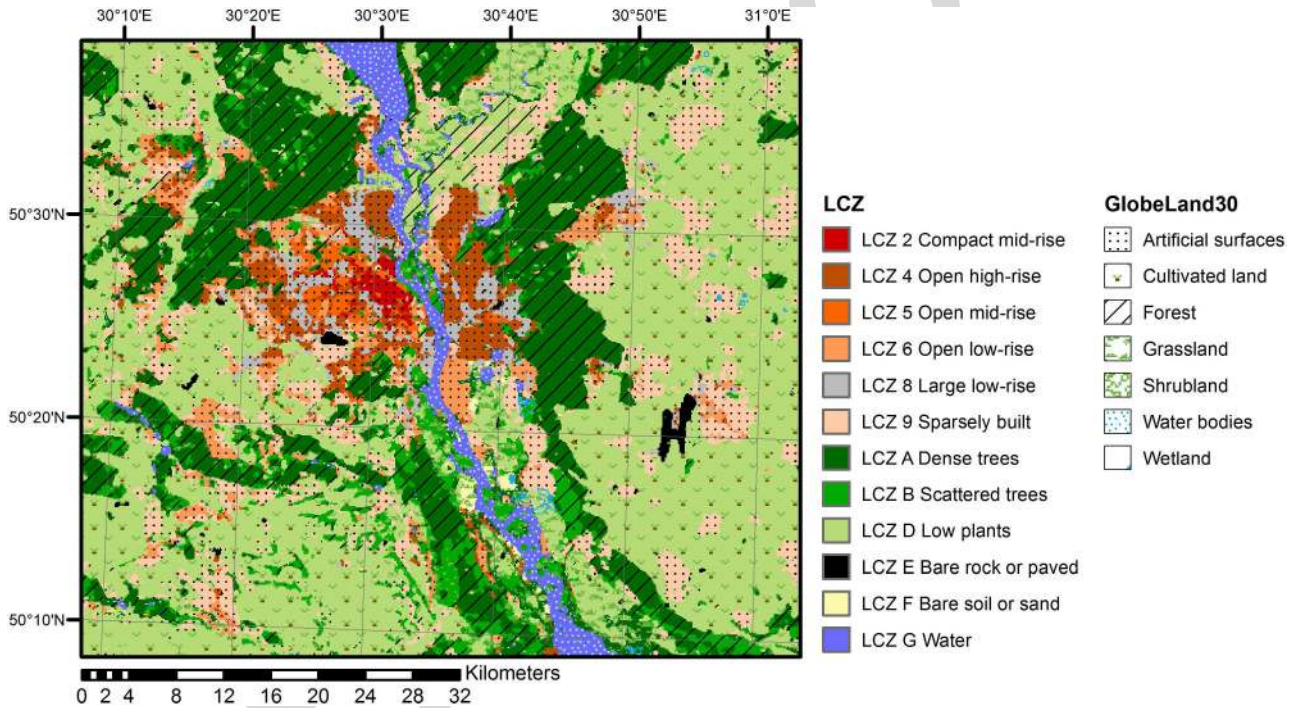 30°10'E 30°20'E 30°30'E 30°40'E 30°50'E 31°0'E
50°30'N
50°20'N
50°10'N
Kilometers
0 2 4 8 12 16 20 24 28 32
LCZ
LCZ 2 Compact mid-rise
LCZ 4 Open high-rise
LCZ 5 Open mid-rise
LCZ 6 Open low-rise
LCZ 8 Large low-rise
LCZ 9 Sparsely built
LCZ A Dense trees
LCZ B Scattered trees
LCZ D Low plants
LCZ E Bare rock or paved
LCZ F Bare soil or sand
LCZ G Water
GlobeLand30
Artificial surfaces
Cultivated land
Forest
Grassland
Shrubland
Water bodies
Wetland